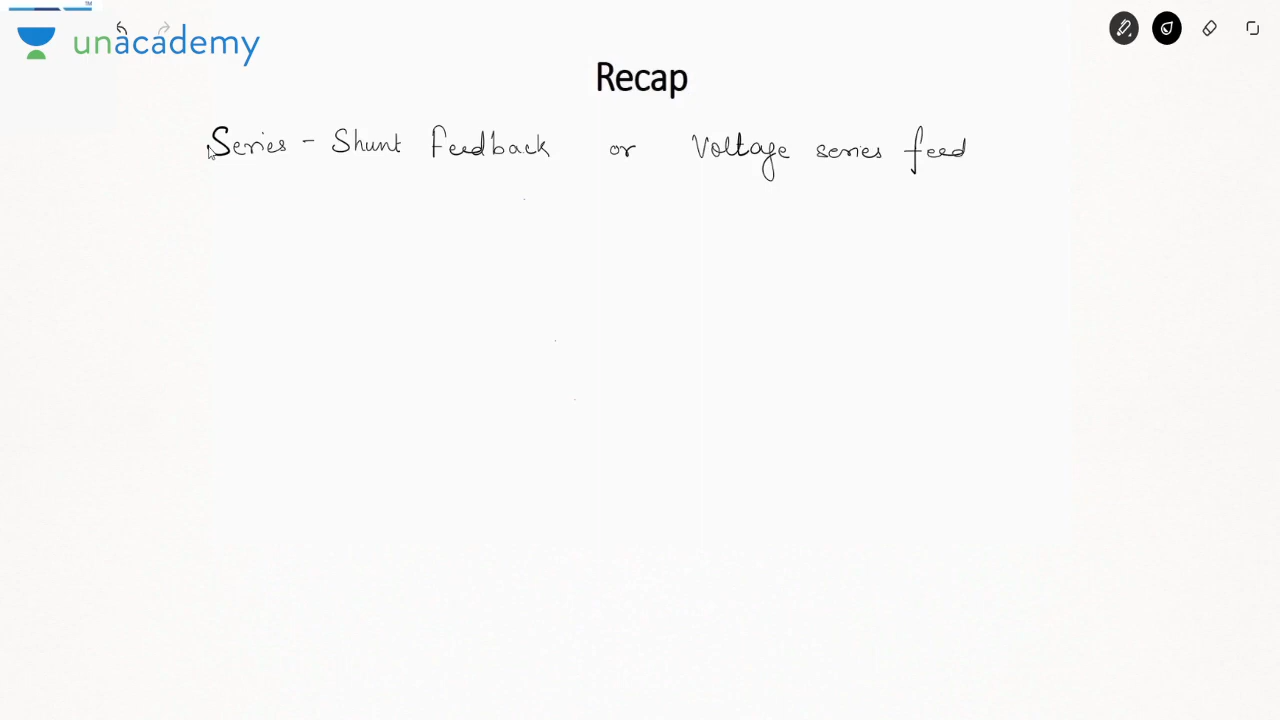 unacademy
Recap
Series - Shunt Feedback or Voltage series feed